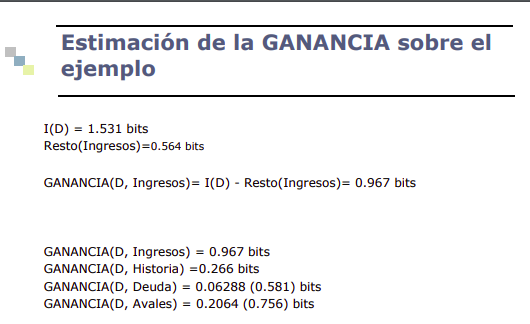 Estimación de la GANANCIA sobre el
ejemplo
I(D) = 1.531 bits
Resto(Ingresos)=0.564 bits
GANANCIA(D, Ingresos)= I(D) - Resto(Ingresos)= 0.967 bits
GANANCIA(D, Ingresos) = 0.967 bits
GANANCIA(D, Historia) =0.266 bits
GANANCIA(D, Deuda) = 0.06288 (0.581) bits
GANANCIA(D, Avales) = 0.2064 (0.756) bits